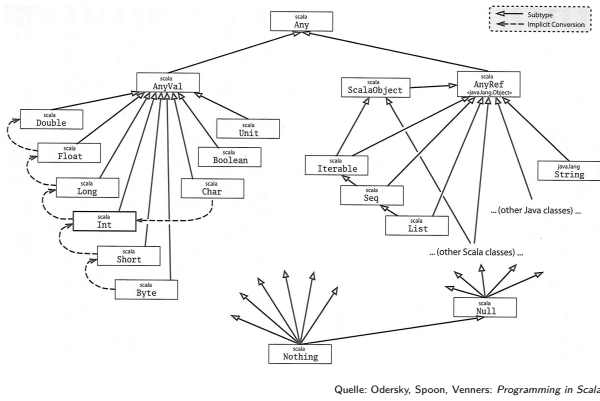 scala
Any
Subtype
Implicit Conversion
scala
AnyVal
scala
ScalaObject
scala
AnyRef
<java.lang.Object>
scala
Double
scala
Unit
scala
Float
scala
Boolean
scala
Iterable
java.lang
String
scala
Long
scala
Char
scala
Seq
scala
Int
scala
List
... (other Java classes) ...
scala
Short
... (other Scala classes) ...
scala
Byte
scala
Null
scala
Nothing
Quelle: Odersky, Spoon, Venners: Programming in Scala